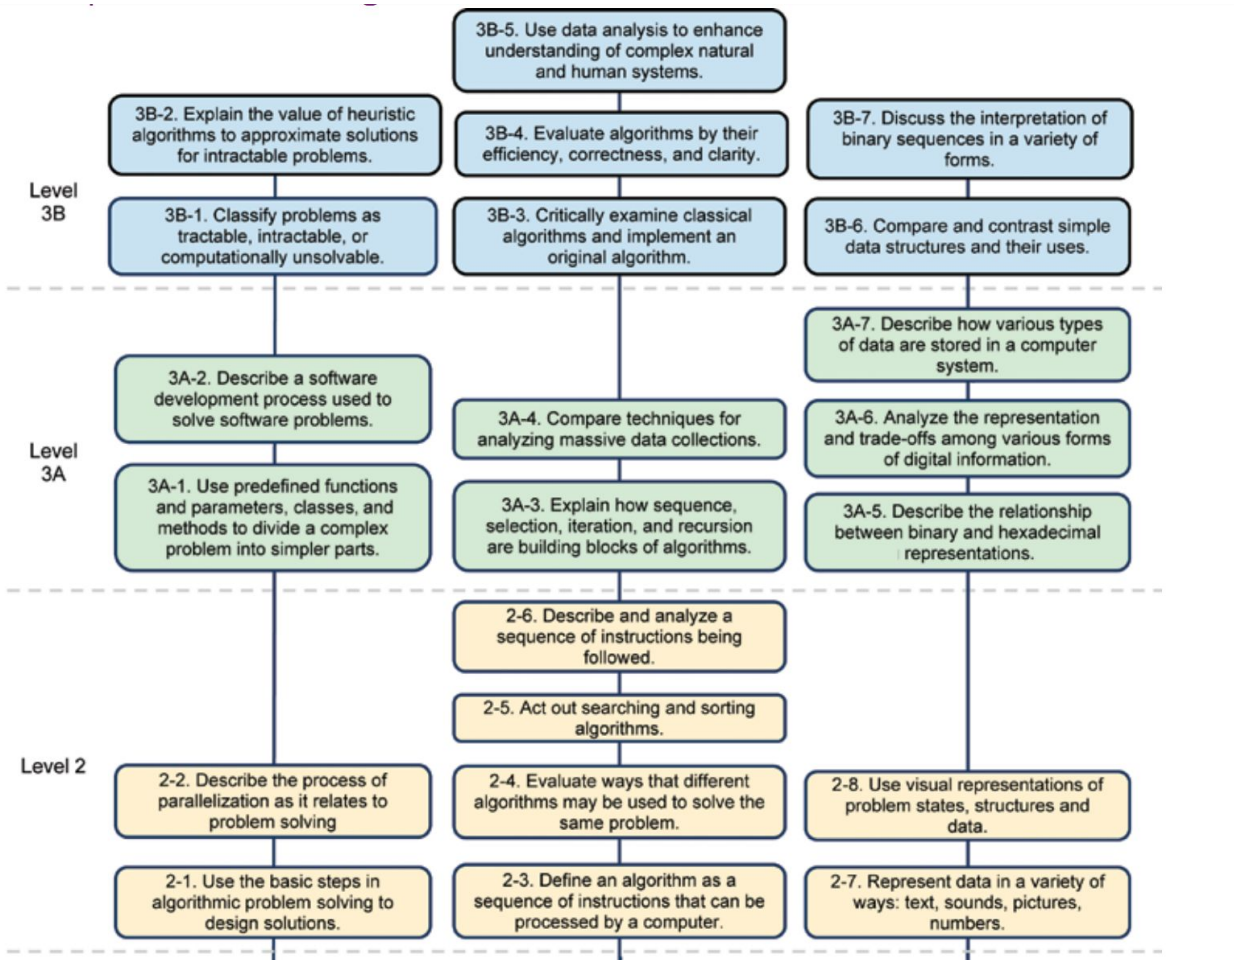 3B-5. Use data analysis to enhance
understanding of complex natural
and human systems.
3B-2. Explain the value of heuristic
algorithms to approximate solutions
for intractable problems.
3B-4. Evaluate algorithms by their
efficiency, correctness, and clarity.
3B-7. Discuss the interpretation of
binary sequences in a variety of
forms.
Level
3B
3B-1. Classify problems as
tractable, intractable, or
computationally unsolvable.
3B-3. Critically examine classical
algorithms and implement an
original algorithm.
3B-6. Compare and contrast simple
data structures and their uses.
3A-7. Describe how various types
of data are stored in a computer
system.
3A-2. Describe a software
development process used to
solve software problems.
3A-4. Compare techniques for
analyzing massive data collections.
3A-6. Analyze the representation
and trade-offs among various forms
of digital information.
Level
3A
3A-1. Use predefined functions
and parameters, classes, and
methods to divide a complex
problem into simpler parts.
3A-3. Explain how sequence,
selection, iteration, and recursion
are building blocks of algorithms.
3A-5. Describe the relationship
between binary and hexadecimal
representations.
2-6. Describe and analyze a
sequence of instructions being
followed.
2-5. Act out searching and sorting
algorithms.
Level 2
2-2. Describe the process of
parallelization as it relates to
problem solving
2-4. Evaluate ways that different
algorithms may be used to solve the
same problem.
2-8. Use visual representations of
problem states, structures and
data.
2-1. Use the basic steps in
algorithmic problem solving to
design solutions.
2-3. Define an algorithm as a
sequence of instructions that can be
processed by a computer.
2-7. Represent data in a variety of
ways: text, sounds, pictures,
numbers.